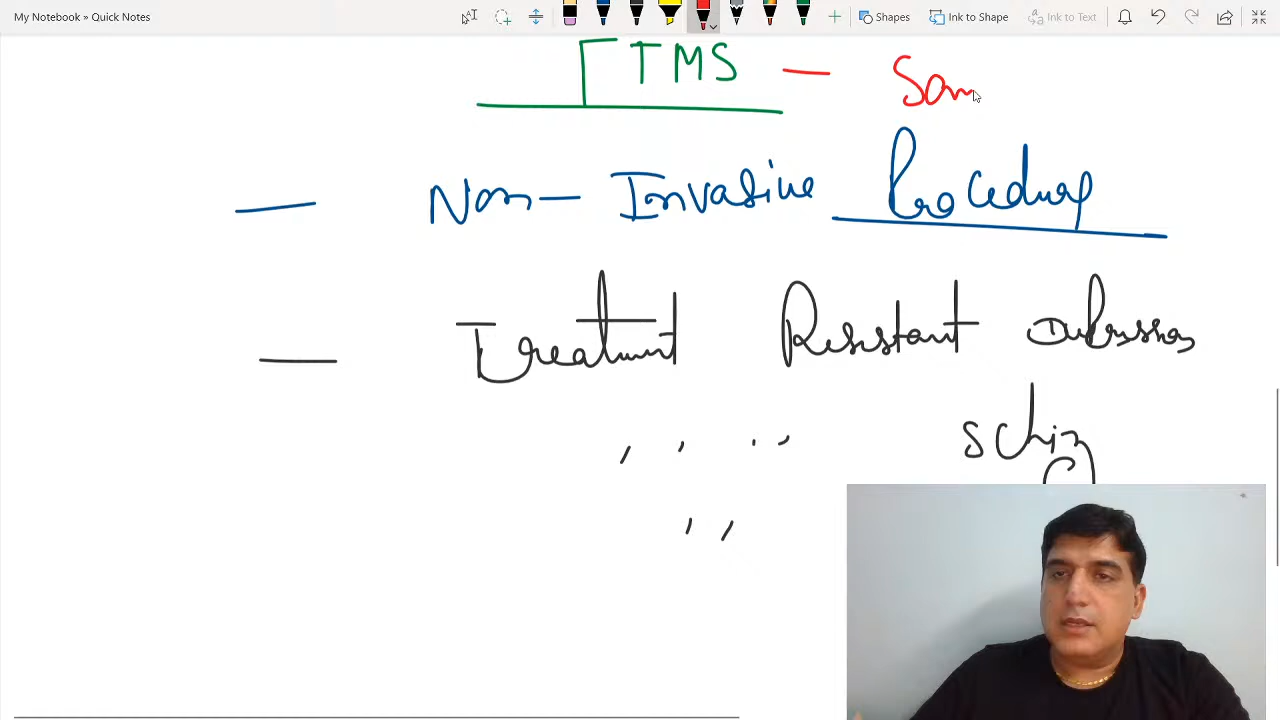 My Notebook » Quick Notes Shapes Ink to Shape Ink to Text
TMS — Som
— Non - Invasive Procedure
— Treatment Resistant Depression
,, ,, Schiz
,,